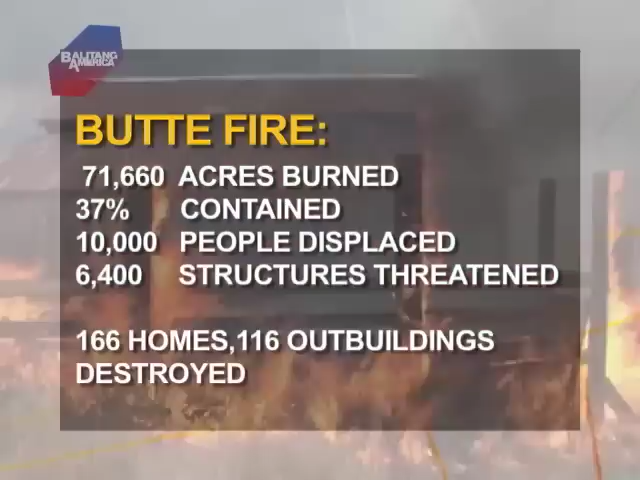 BALITANG
AMERICA
BUTTE FIRE:
71,660 ACRES BURNED
37% CONTAINED
10,000 PEOPLE DISPLACED
6,400 STRUCTURES THREATENED
166 HOMES,116 OUTBUILDINGS
DESTROYED